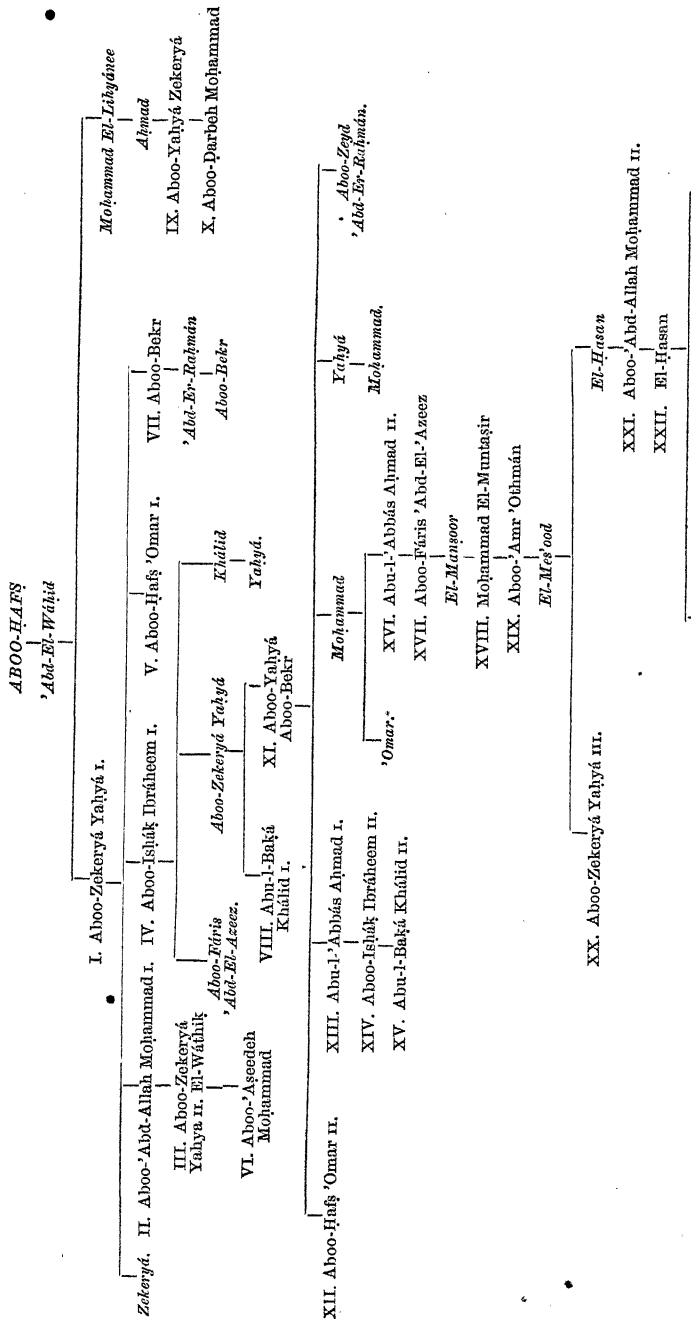 ABOO-ḤAFṢ
'Abd-El-Wáḥid
I. Aboo-Zekeryá Yaḥyá I.
Moḥammad El-Liḥyánee
Zekeryá.
II. Aboo-'Abd-Allah Moḥammad I.
IV. Aboo-Isḥáḳ Ibráheem I.
V. Aboo-Ḥafṣ 'Omar I.
VII. Aboo-Bekr
Aḥmad
III. Aboo-Zekeryá
Yahya II. El-Wáthiḳ
'Abd-Er-Raḥmán
IX. Aboo-Yaḥyá Zekeryá
Aboo-Fáris
'Abd-El-Azeez.
Aboo-Zekeryá Yaḥyá
Khálid
Aboo-Bekr
X. Aboo-Ḍarbeh Moḥammad
VI. Aboo-'Aṣeedeh
Moḥammad
VIII. Abu-l-Baḳá
Khálid I.
XI. Aboo-Yaḥyá
Aboo-Bekr
Yaḥyá.
XII. Aboo-Ḥafṣ 'Omar II.
XIII. Abu-l-'Abbás Aḥmad I.
Moḥammad
Yaḥyá
Aboo-Zeyd
'Abd-Er-Raḥmán.
XIV. Aboo-Isḥáḳ Ibráheem II.
Moḥammad.
XV. Abu-l-Baḳá Khálid II.
'Omar.
XVI. Abu-l-'Abbás Aḥmad II.
XVII. Aboo-Fáris 'Abd-El-'Azeez
El-Manṣoor
XVIII. Moḥammad El-Muntaṣir
XIX. Aboo-'Amr 'Othmán
El-Mes'ood
XX. Aboo-Zekeryá Yaḥyá III.
El-Ḥasan
XXI. Aboo-'Abd-Allah Moḥammad II.
XXII. El-Ḥasan